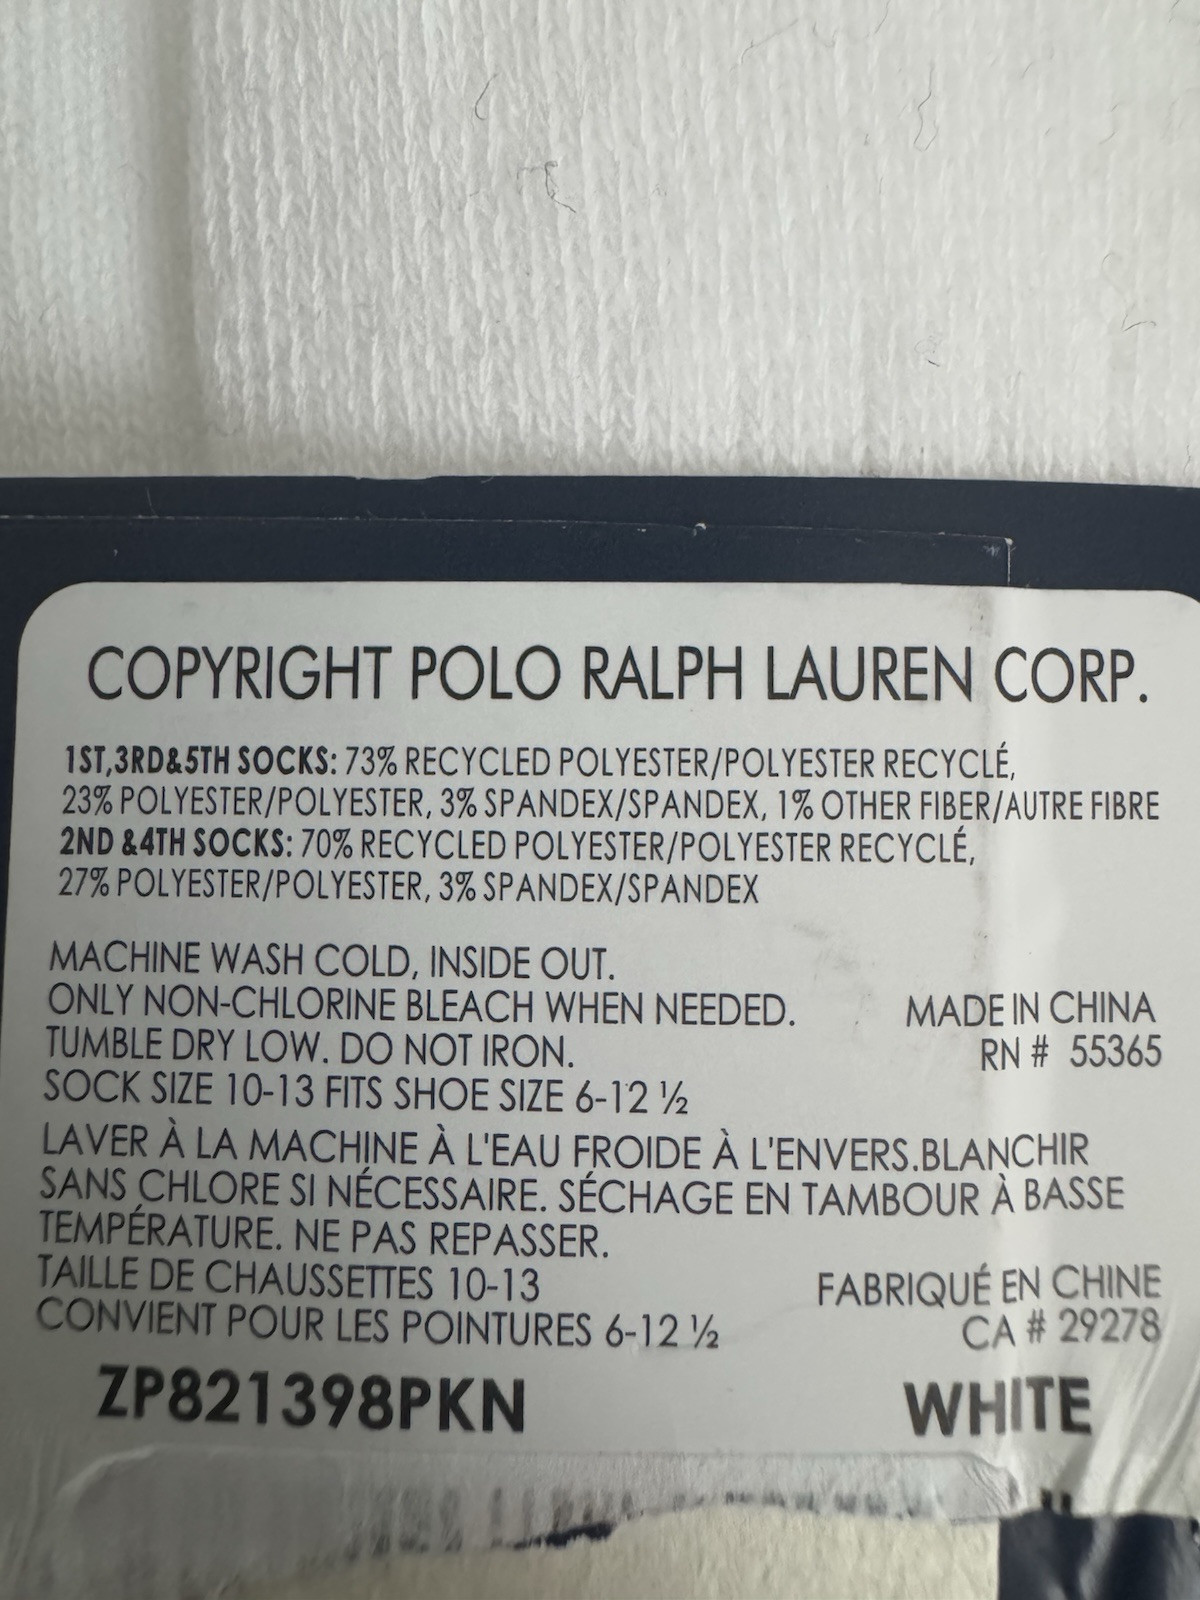 COPYRIGHT POLO RALPH LAUREN CORP.
1ST,3RD&5TH SOCKS: 73% RECYCLED POLYESTER/POLYESTER RECYCLÉ,
23% POLYESTER/POLYESTER, 3% SPANDEX/SPANDEX, 1% OTHER FIBER/AUTRE FIBRE
2ND &4TH SOCKS: 70% RECYCLED POLYESTER/POLYESTER RECYCLÉ,
27% POLYESTER/POLYESTER, 3% SPANDEX/SPANDEX
MACHINE WASH COLD, INSIDE OUT.
ONLY NON-CHLORINE BLEACH WHEN NEEDED.
TUMBLE DRY LOW. DO NOT IRON.
SOCK SIZE 10-13 FITS SHOE SIZE 6-12 ½
MADE IN CHINA
RN # 55365
LAVER À LA MACHINE À L'EAU FROIDE À L'ENVERS.BLANCHIR
SANS CHLORE SI NÉCESSAIRE. SÉCHAGE EN TAMBOUR À BASSE
TEMPÉRATURE. NE PAS REPASSER.
TAILLE DE CHAUSSETTES 10-13
CONVIENT POUR LES POINTURES 6-12 ½
FABRIQUÉ EN CHINE
CA # 29278
ZP821398PKN WHITE